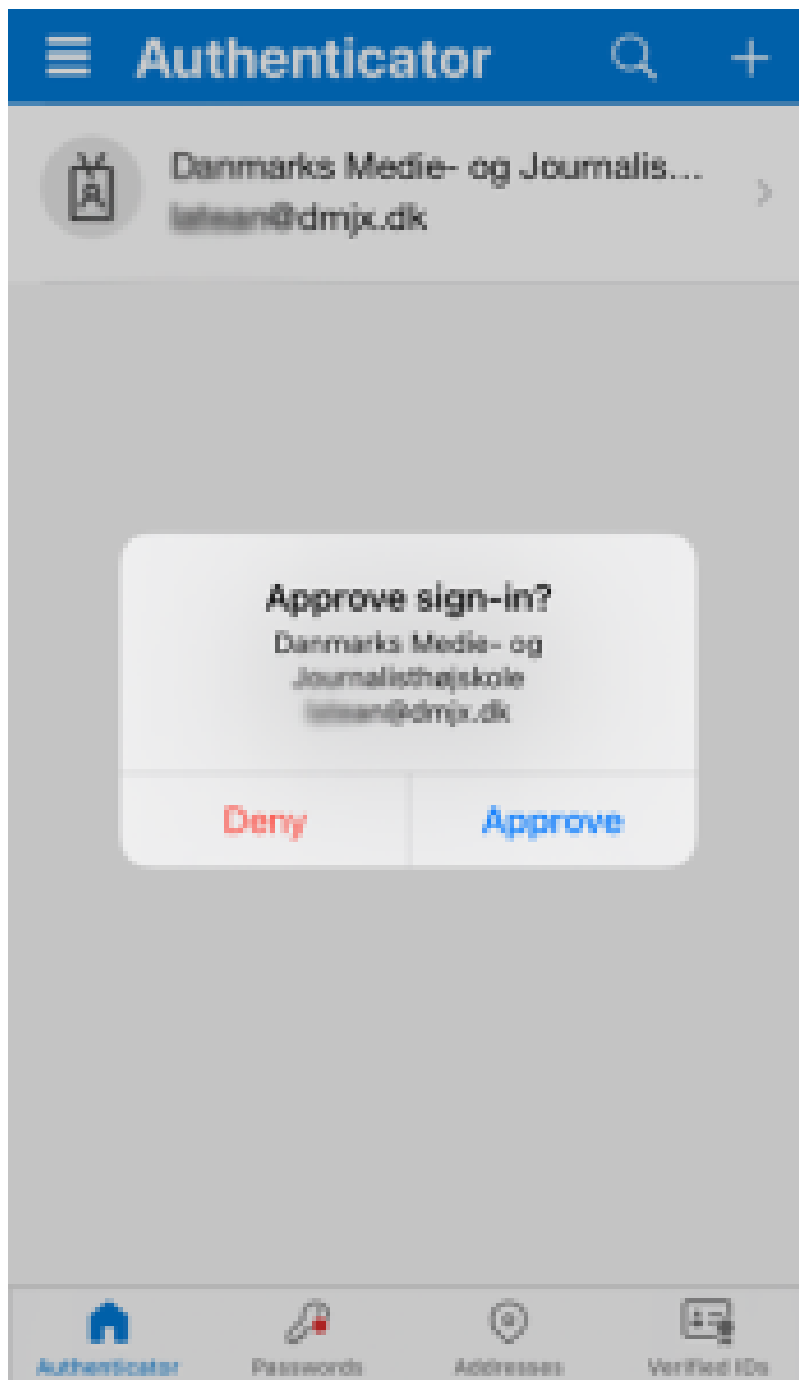 Authenticator
Danmarks Medie- og Journalis...
@dmjx.dk
Approve sign-in?
Danmarks Medie- og
Journalisthøjskole
@dmjx.dk
Deny
Approve
Authenticator
Passwords
Addresses
Verified IDs